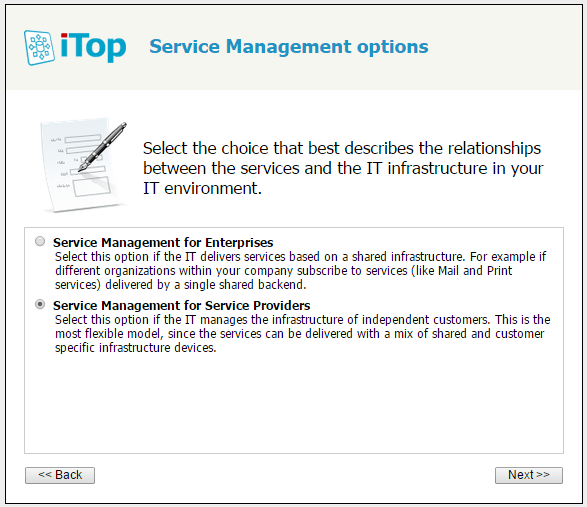 iTop
Service Management options
Select the choice that best describes the relationships
between the services and the IT infrastructure in your
IT environment.
Service Management for Enterprises
Select this option if the IT delivers services based on a shared infrastructure. For example if
different organizations within your company subscribe to services (like Mail and Print
services) delivered by a single shared backend.
Service Management for Service Providers
Select this option if the IT manages the infrastructure of independent customers. This is the
most flexible model, since the services can be delivered with a mix of shared and customer
specific infrastructure devices.
<< Back
Next >>